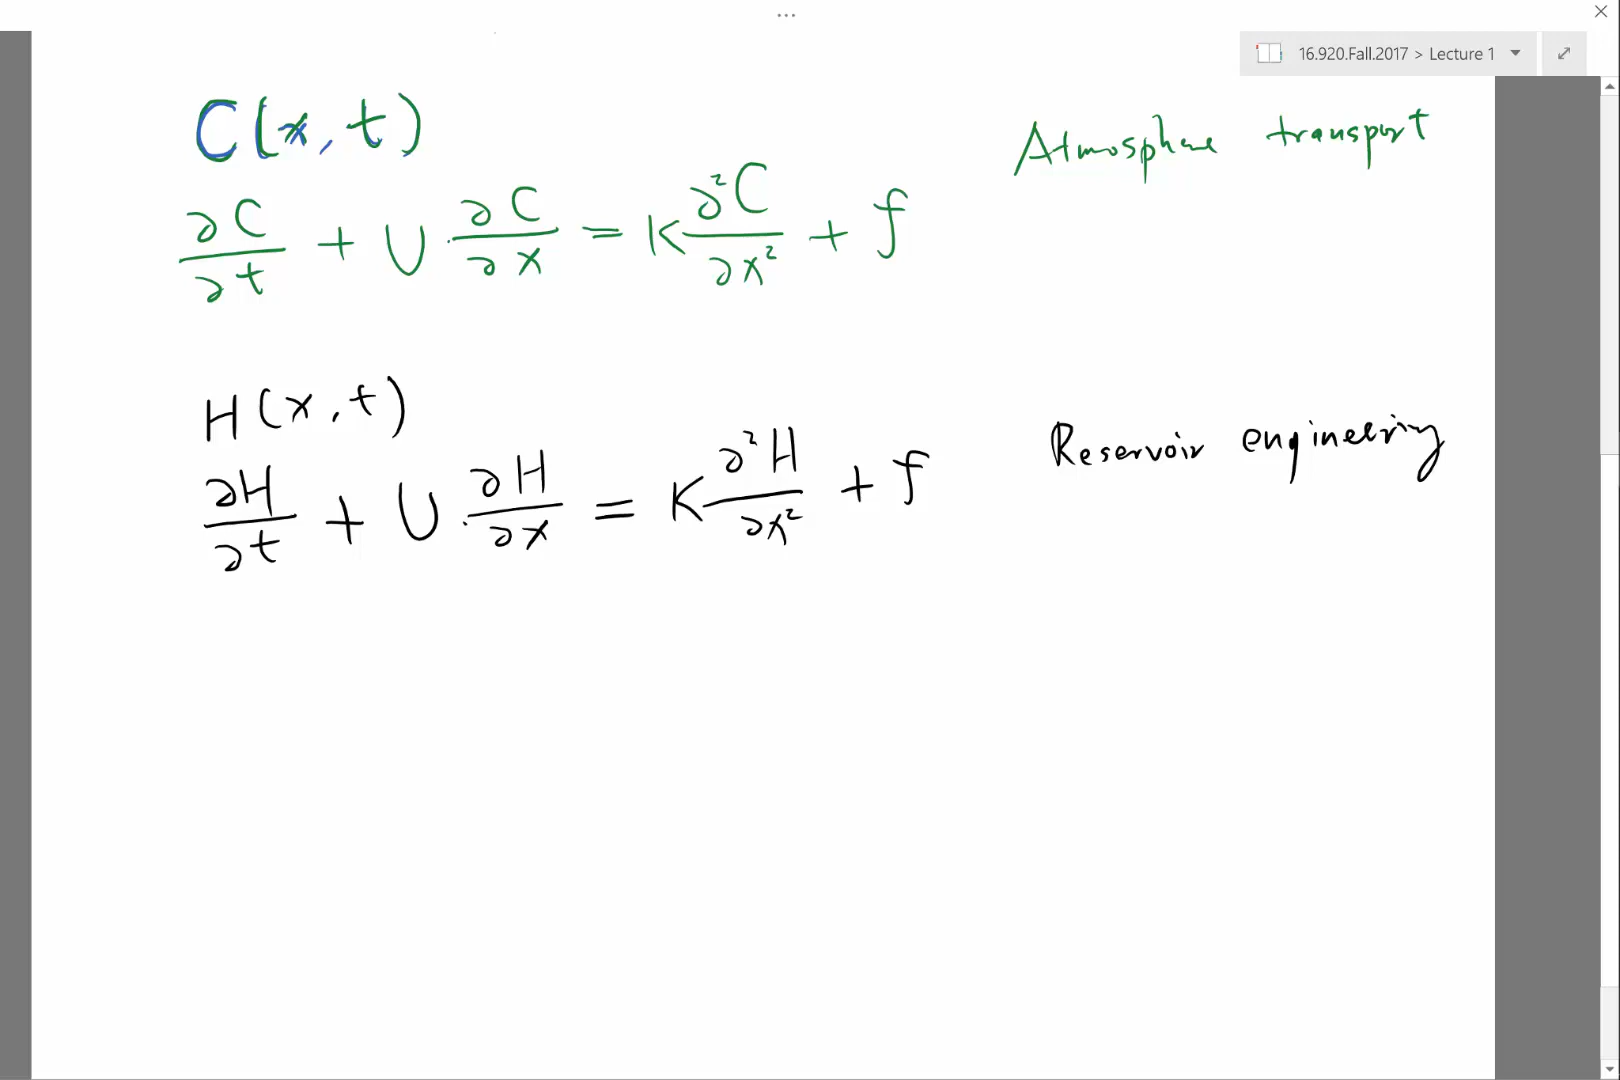 16.920.Fall.2017 > Lecture 1
C(x,t)
Atmosphere transport
∂C/∂t + U ∂C/∂x = K ∂²C/∂x² + f
H(x,t)
Reservoir engineering
∂H/∂t + U ∂H/∂x = K ∂²H/∂x² + f